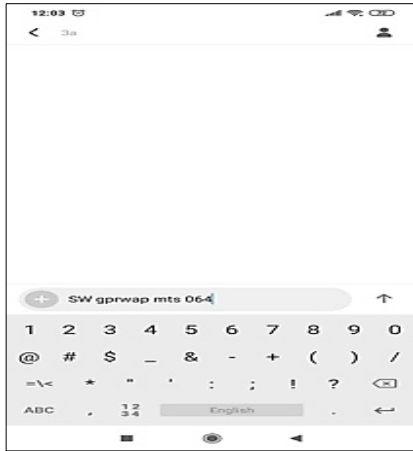 12:03
За
SW gprwap mts 064
1 2 3 4 5 6 7 8 9 0
@ # $ _ & - + ( ) /
=\< * " ' : ; ! ?
ABC , 12 34 English .